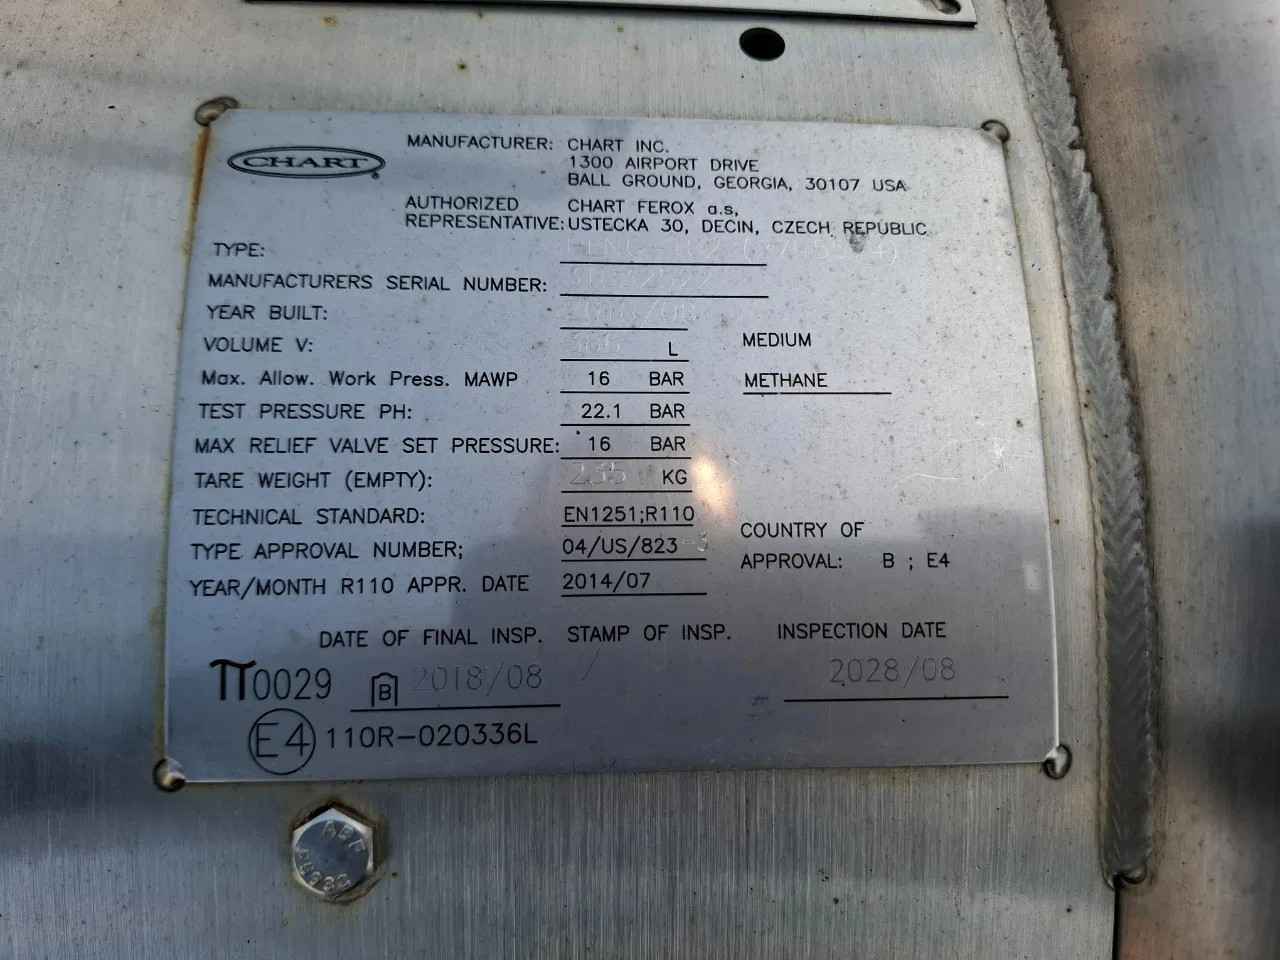 CHART
MANUFACTURER: CHART INC.
1300 AIRPORT DRIVE
BALL GROUND, GEORGIA, 30107 USA
AUTHORIZED REPRESENTATIVE: CHART FEROX a.s,
USTECKA 30, DECIN, CZECH REPUBLIC
TYPE:
MANUFACTURERS SERIAL NUMBER:
YEAR BUILT:
VOLUME V: L
MEDIUM
Max. Allow. Work Press. MAWP 16 BAR
METHANE
TEST PRESSURE PH: 22.1 BAR
MAX RELIEF VALVE SET PRESSURE: 16 BAR
TARE WEIGHT (EMPTY): KG
TECHNICAL STANDARD: EN1251;R110
TYPE APPROVAL NUMBER; 04/US/823
COUNTRY OF
APPROVAL: B ; E4
YEAR/MONTH R110 APPR. DATE 2014/07
DATE OF FINAL INSP. STAMP OF INSP. INSPECTION DATE
π0029 B 2018/08 / 2028/08
E4 110R-020336L